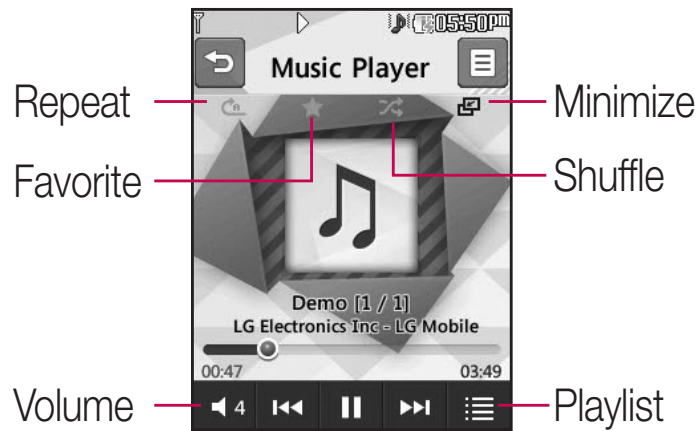 05:50PM
Music Player
Repeat
Minimize
Favorite
Shuffle
Demo [1 / 1]
LG Electronics Inc - LG Mobile
00:47 03:49
Volume
4
Playlist